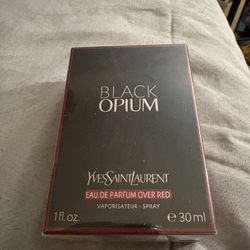 BLACK
OPIUM
YVESSAINTLAURENT
EAU DE PARFUM OVER RED
VAPORISATEUR - SPRAY
1 fl. oz. ℮ 30 ml